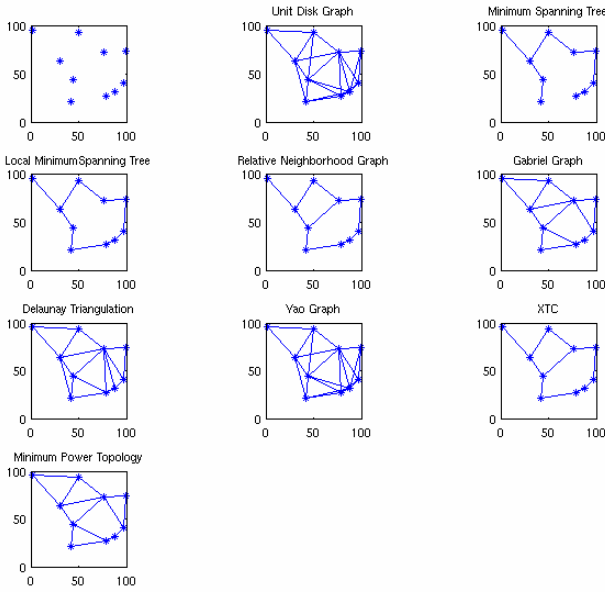 Unit Disk Graph
Minimum Spanning Tree
100
50
0
0 50 100
100
50
0
0 50 100
100
50
0
0 50 100
Local MinimumSpanning Tree
Relative Neighborhood Graph
Gabriel Graph
100
50
0
0 50 100
100
50
0
0 50 100
100
50
0
0 50 100
Delaunay Triangulation
Yao Graph
XTC
100
50
0
0 50 100
100
50
0
0 50 100
100
50
0
0 50 100
Minimum Power Topology
100
50
0
0 50 100